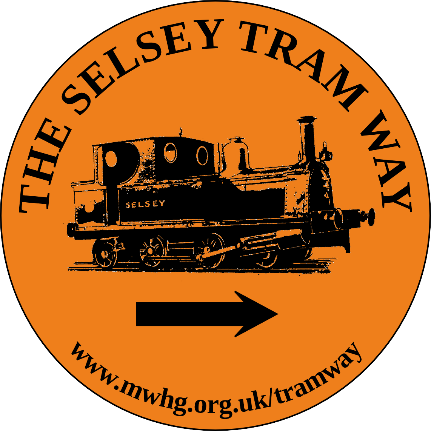 THE SELSEY TRAM WAY
SELSEY
www.mwhg.org.uk/tramway